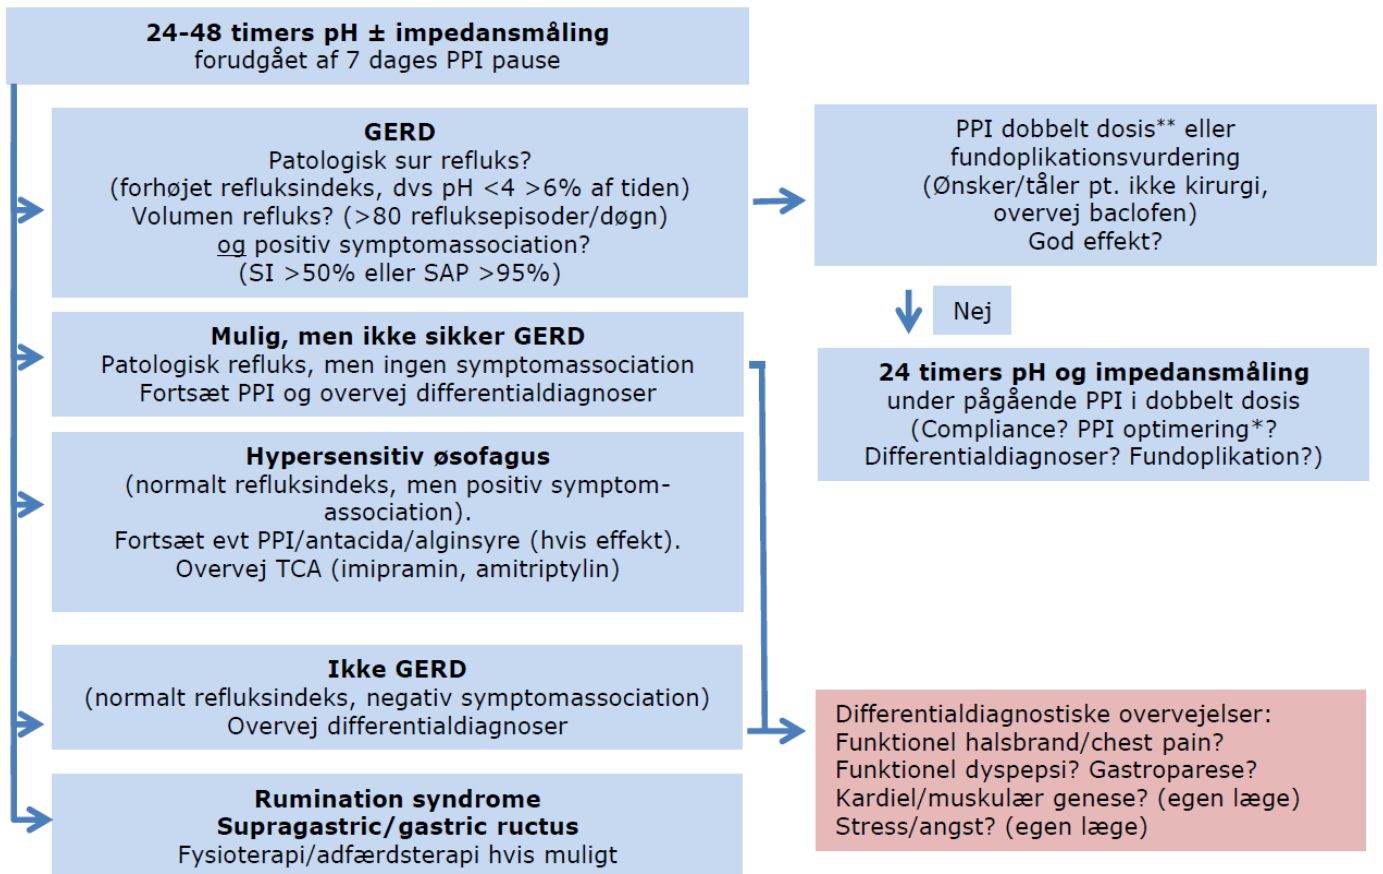 24-48 timers pH ± impedansmåling
forudgået af 7 dages PPI pause
GERD
Patologisk sur refluks?
(forhøjet refluksindeks, dvs pH <4 >6% af tiden)
Volumen refluks? (>80 refluksepisoder/døgn)
og positiv symptomassociation?
(SI >50% eller SAP >95%)
PPI dobbelt dosis** eller
fundoplikationsvurdering
(Ønsker/tåler pt. ikke kirurgi,
overvej baclofen)
God effekt?
Nej
24 timers pH og impedansmåling
under pågående PPI i dobbelt dosis
(Compliance? PPI optimering*?
Differentialdiagnoser? Fundoplikation?)
Mulig, men ikke sikker GERD
Patologisk refluks, men ingen symptomassociation
Fortsæt PPI og overvej differentialdiagnoser
Hypersensitiv øsofagus
(normalt refluksindeks, men positiv symptom-
association).
Fortsæt evt PPI/antacida/alginsyre (hvis effekt).
Overvej TCA (imipramin, amitriptylin)
Ikke GERD
(normalt refluksindeks, negativ symptomassociation)
Overvej differentialdiagnoser
Differentialdiagnostiske overvejelser:
Funktionel halsbrand/chest pain?
Funktionel dyspepsi? Gastroparese?
Kardiel/muskulær genese? (egen læge)
Stress/angst? (egen læge)
Rumination syndrome
Supragastric/gastric ructus
Fysioterapi/adfærdsterapi hvis muligt